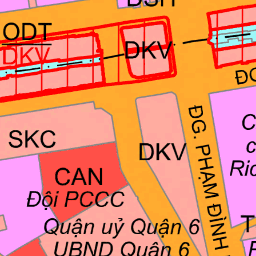 ODT
DKV
DKV
SKC
DKV
CAN
Đội PCCC
Quận uỷ Quận 6
UBND Quận 6
ĐG. PHẠM ĐÌNH